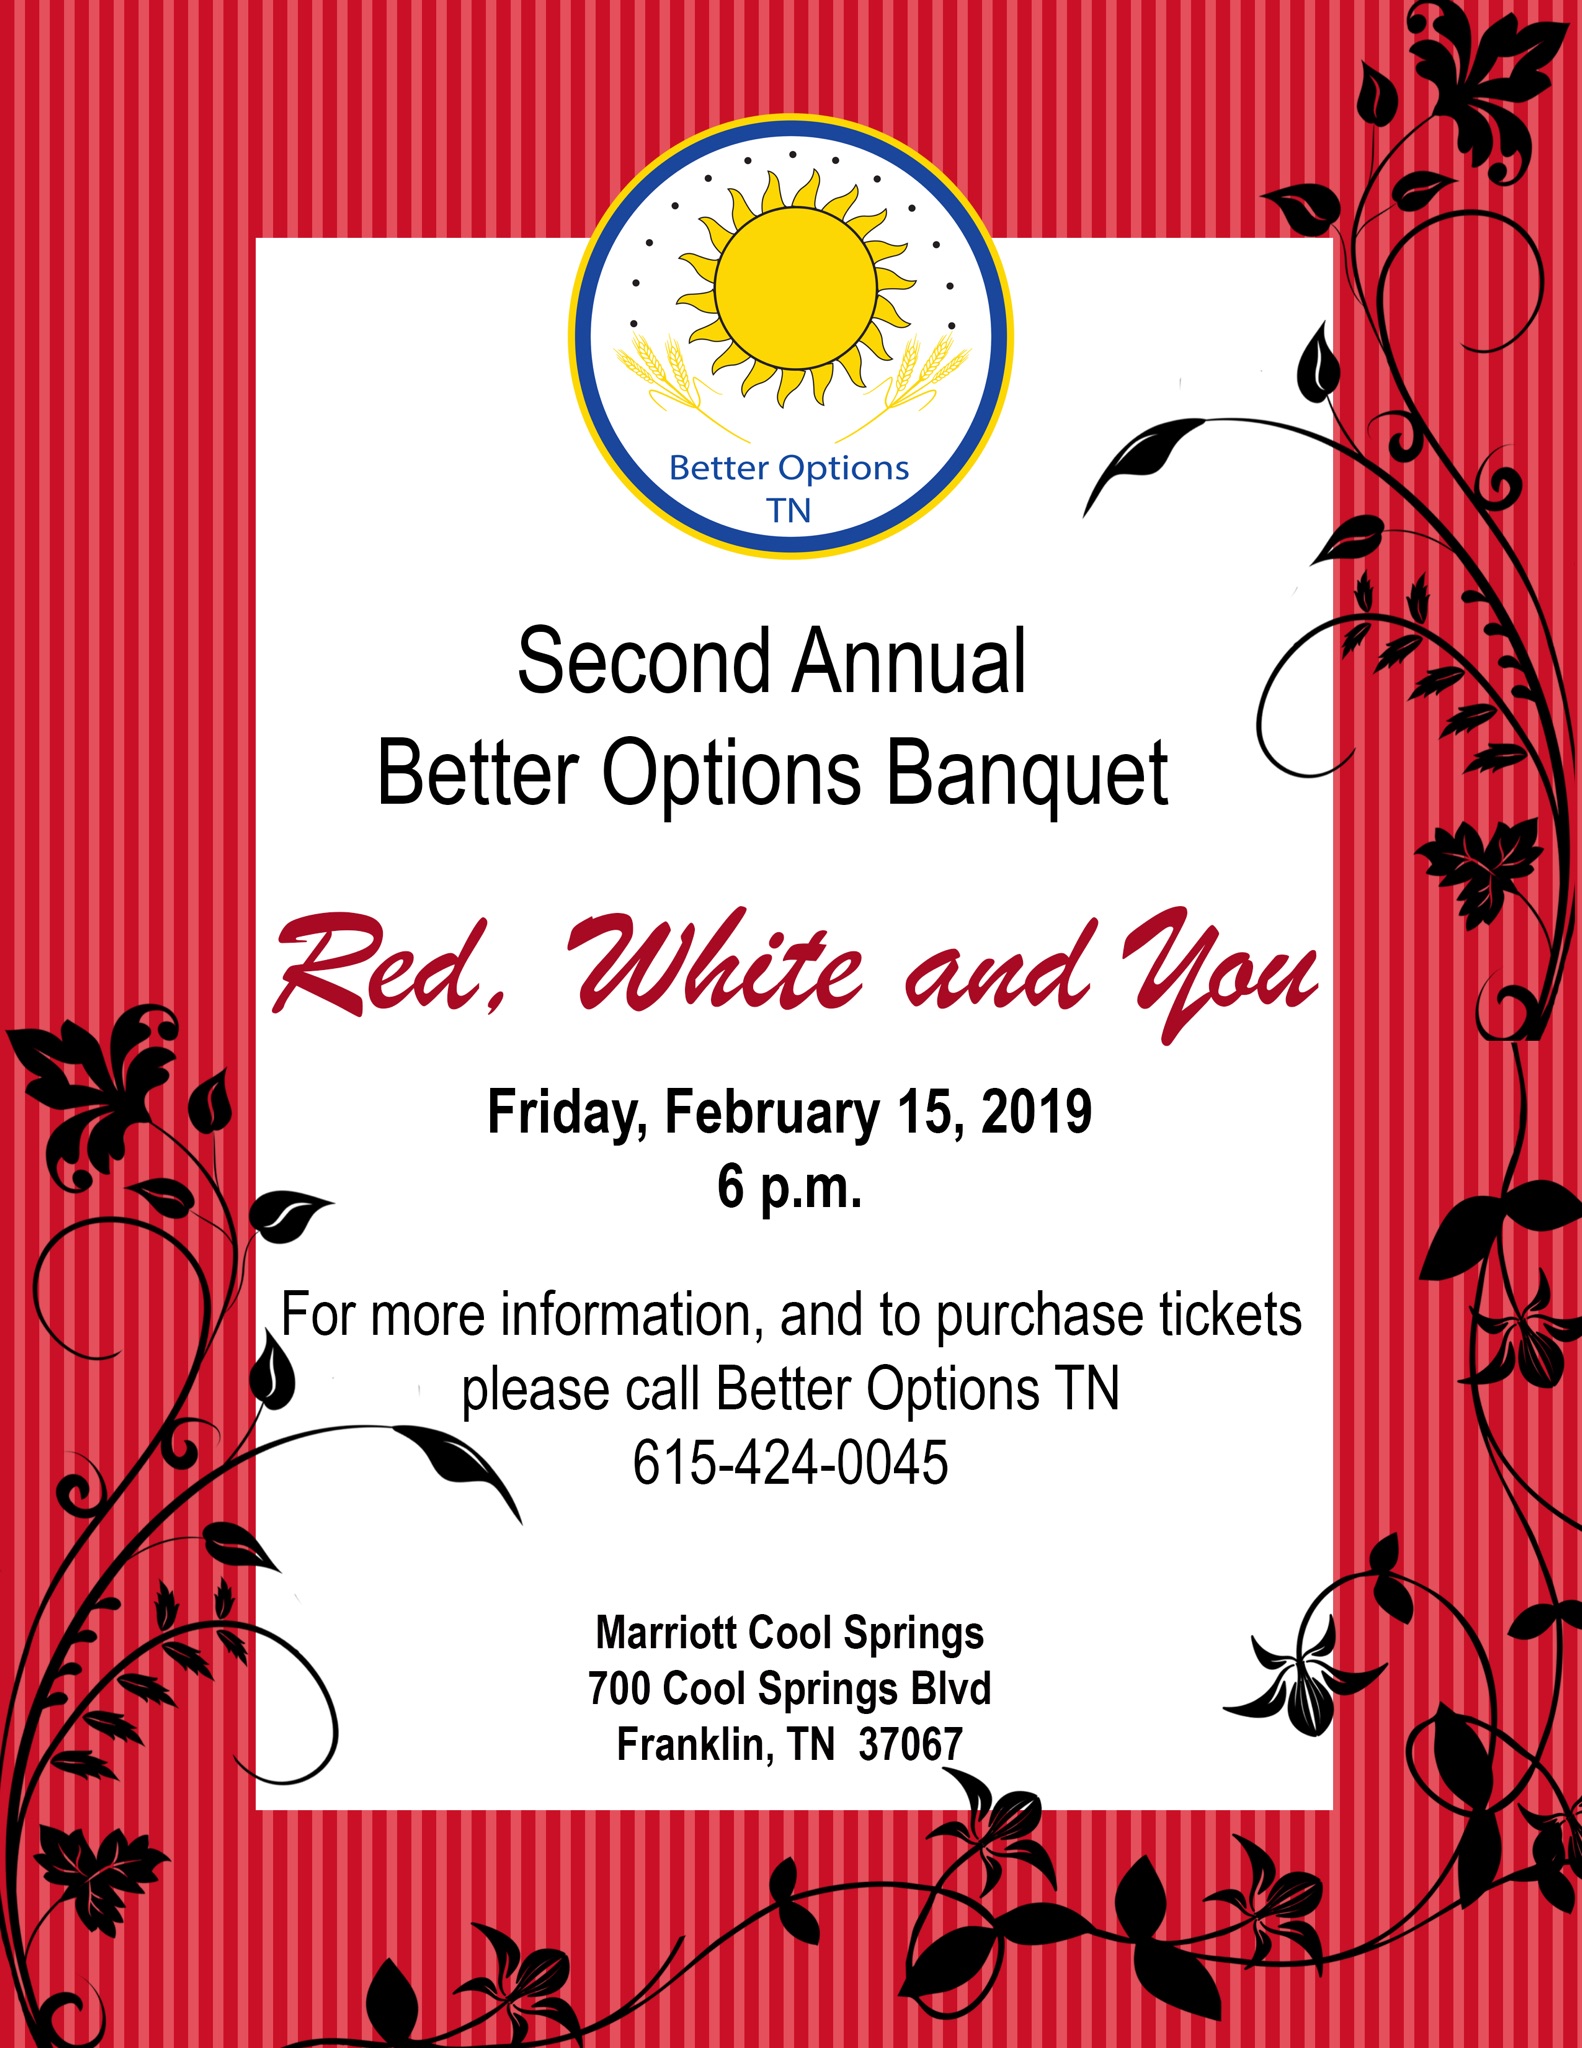 Better Options
TN
Second Annual
Better Options Banquet
Red, White and You
Friday, February 15, 2019
6 p.m.
For more information, and to purchase tickets
please call Better Options TN
615-424-0045
Marriott Cool Springs
700 Cool Springs Blvd
Franklin, TN  37067